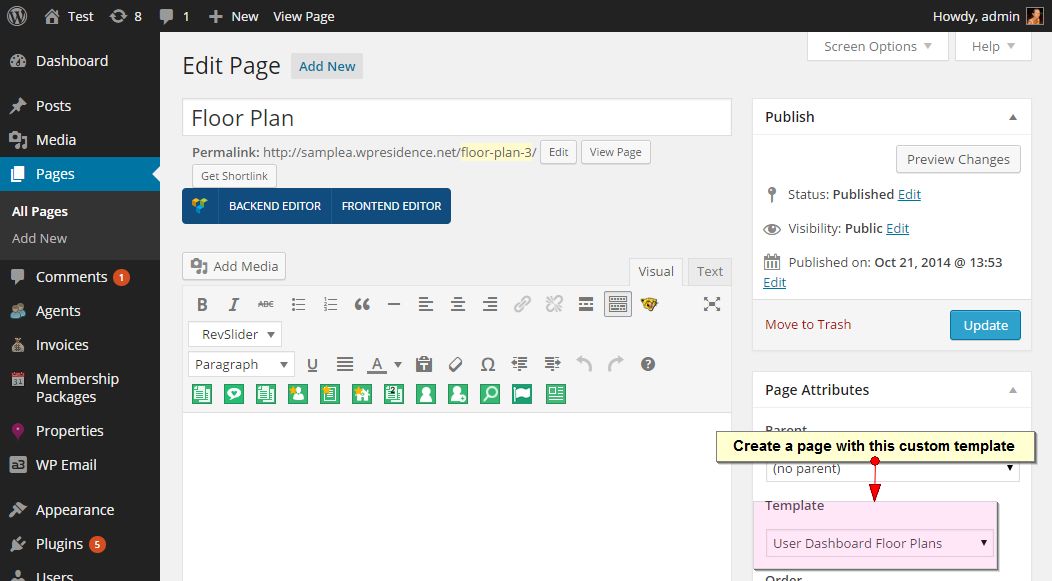 Test 8 1 New View Page Howdy, admin
Dashboard
Posts
Media
Pages
All Pages
Add New
Comments 1
Agents
Invoices
Membership
Packages
Properties
WP Email
Appearance
Plugins 5
Users
Screen Options Help
Edit Page Add New
Floor Plan
Permalink: http://samplea.wpresidence.net/floor-plan-3/ Edit View Page
Get Shortlink
BACKEND EDITOR FRONTEND EDITOR
Add Media Visual Text
B I ABC
RevSlider
Paragraph U A
Publish
Preview Changes
Status: Published Edit
Visibility: Public Edit
Published on: Oct 21, 2014 @ 13:53
Edit
Move to Trash Update
Page Attributes
Parent
Create a page with this custom template
(no parent)
Template
User Dashboard Floor Plans
Order